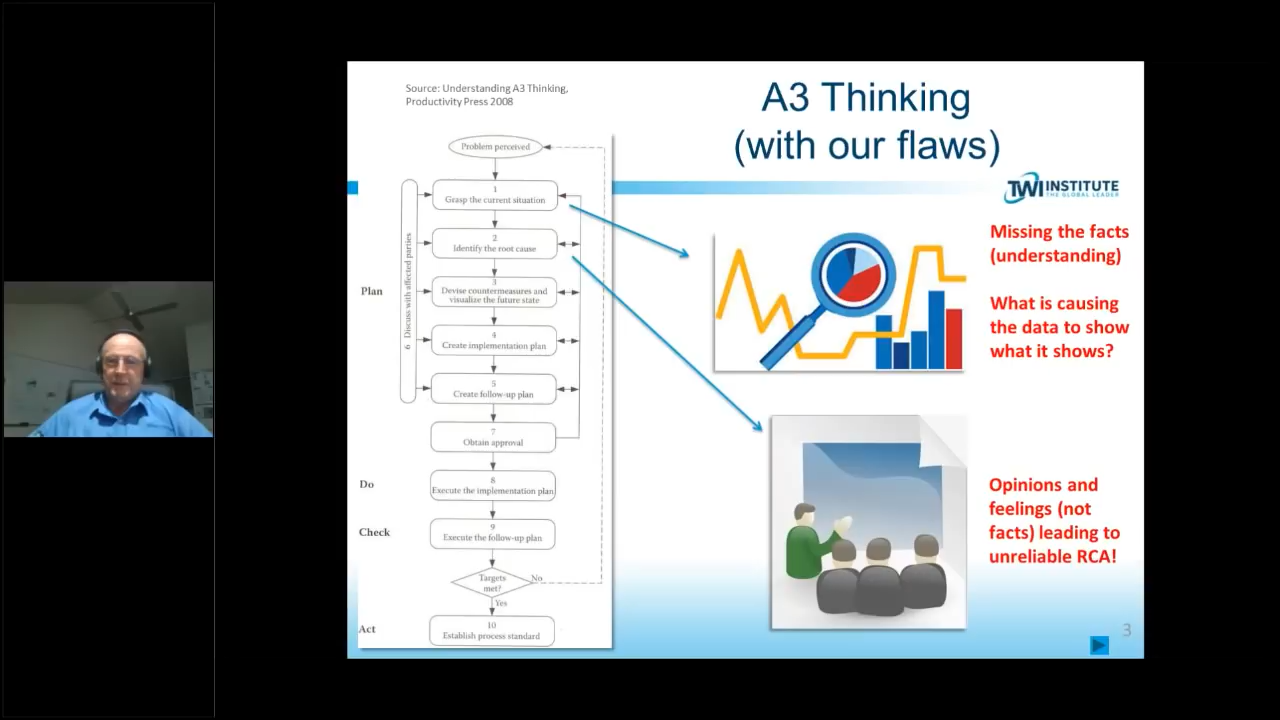 Source: Understanding A3 Thinking,
Productivity Press 2008
A3 Thinking
(with our flaws)
TWI INSTITUTE
THE GLOBAL LEADER
Problem perceived
Plan
6 Discuss with affected parties
1
Grasp the current situation
2
Identify the root cause
3
Devise countermeasures and
visualize the future state
4
Create implementation plan
5
Create follow-up plan
7
Obtain approval
Do
8
Execute the implementation plan
Check
9
Execute the follow-up plan
Targets
met?
No
Yes
Act
10
Establish process standard
Missing the facts
(understanding)
What is causing
the data to show
what it shows?
Opinions and
feelings (not
facts) leading to
unreliable RCA!
3